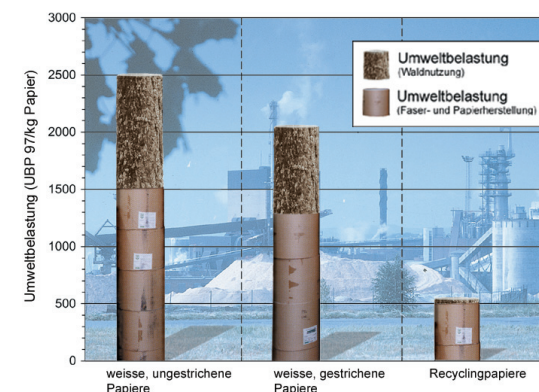 3000
2500
2000
1500
1000
500
0
Umweltbelastung (UBP 97/kg Papier)
Umweltbelastung
(Waldnutzung)
Umweltbelastung
(Faser- und Papierherstellung)
weisse, ungestrichene
Papiere
weisse, gestrichene
Papiere
Recyclingpapiere